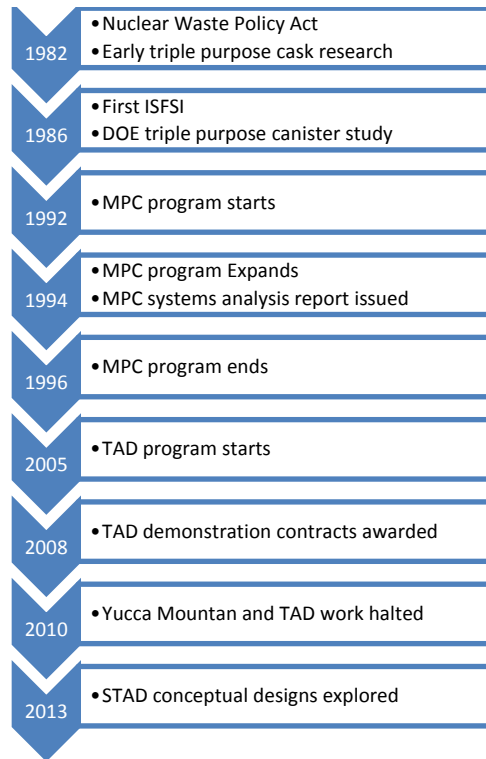 1982
•Nuclear Waste Policy Act
•Early triple purpose cask research
1986
•First ISFSI
•DOE triple purpose canister study
1992
•MPC program starts
1994
•MPC program Expands
•MPC systems analysis report issued
1996
•MPC program ends
2005
•TAD program starts
2008
•TAD demonstration contracts awarded
2010
•Yucca Mountan and TAD work halted
2013
•STAD conceptual designs explored